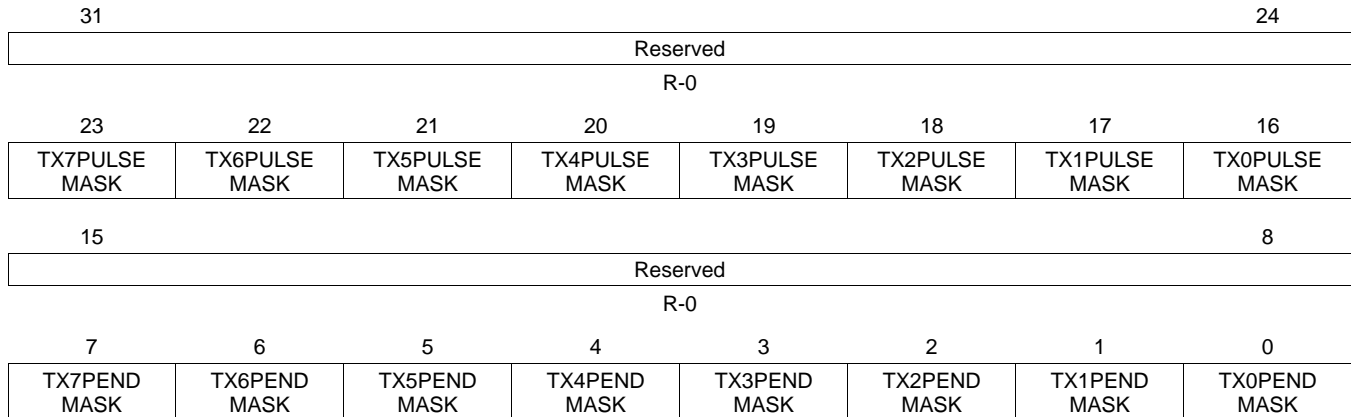 31 24
Reserved
R-0
23 22 21 20 19 18 17 16
TX7PULSE TX6PULSE TX5PULSE TX4PULSE TX3PULSE TX2PULSE TX1PULSE TX0PULSE
MASK MASK MASK MASK MASK MASK MASK MASK
15 8
Reserved
R-0
7 6 5 4 3 2 1 0
TX7PEND TX6PEND TX5PEND TX4PEND TX3PEND TX2PEND TX1PEND TX0PEND
MASK MASK MASK MASK MASK MASK MASK MASK